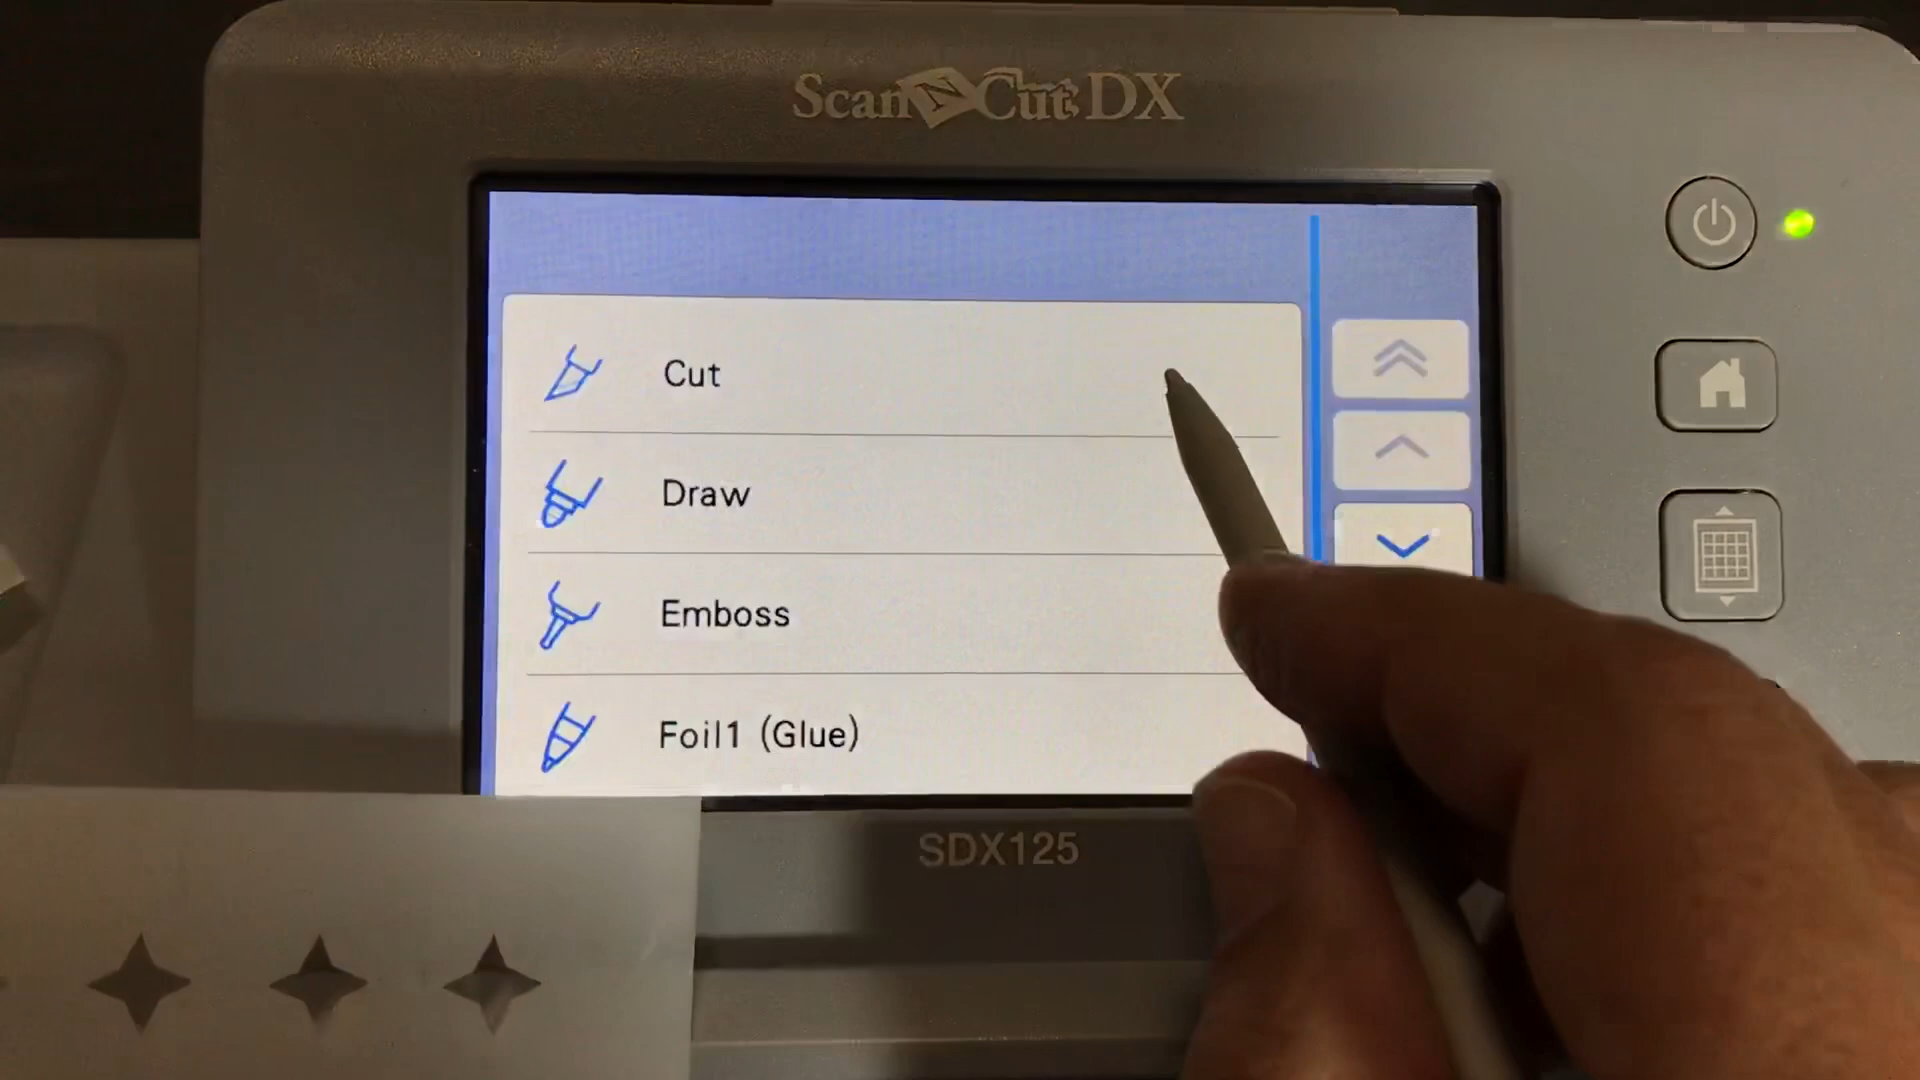 ScanNCut DX
Cut
Draw
Emboss
Foil1 (Glue)
SDX125